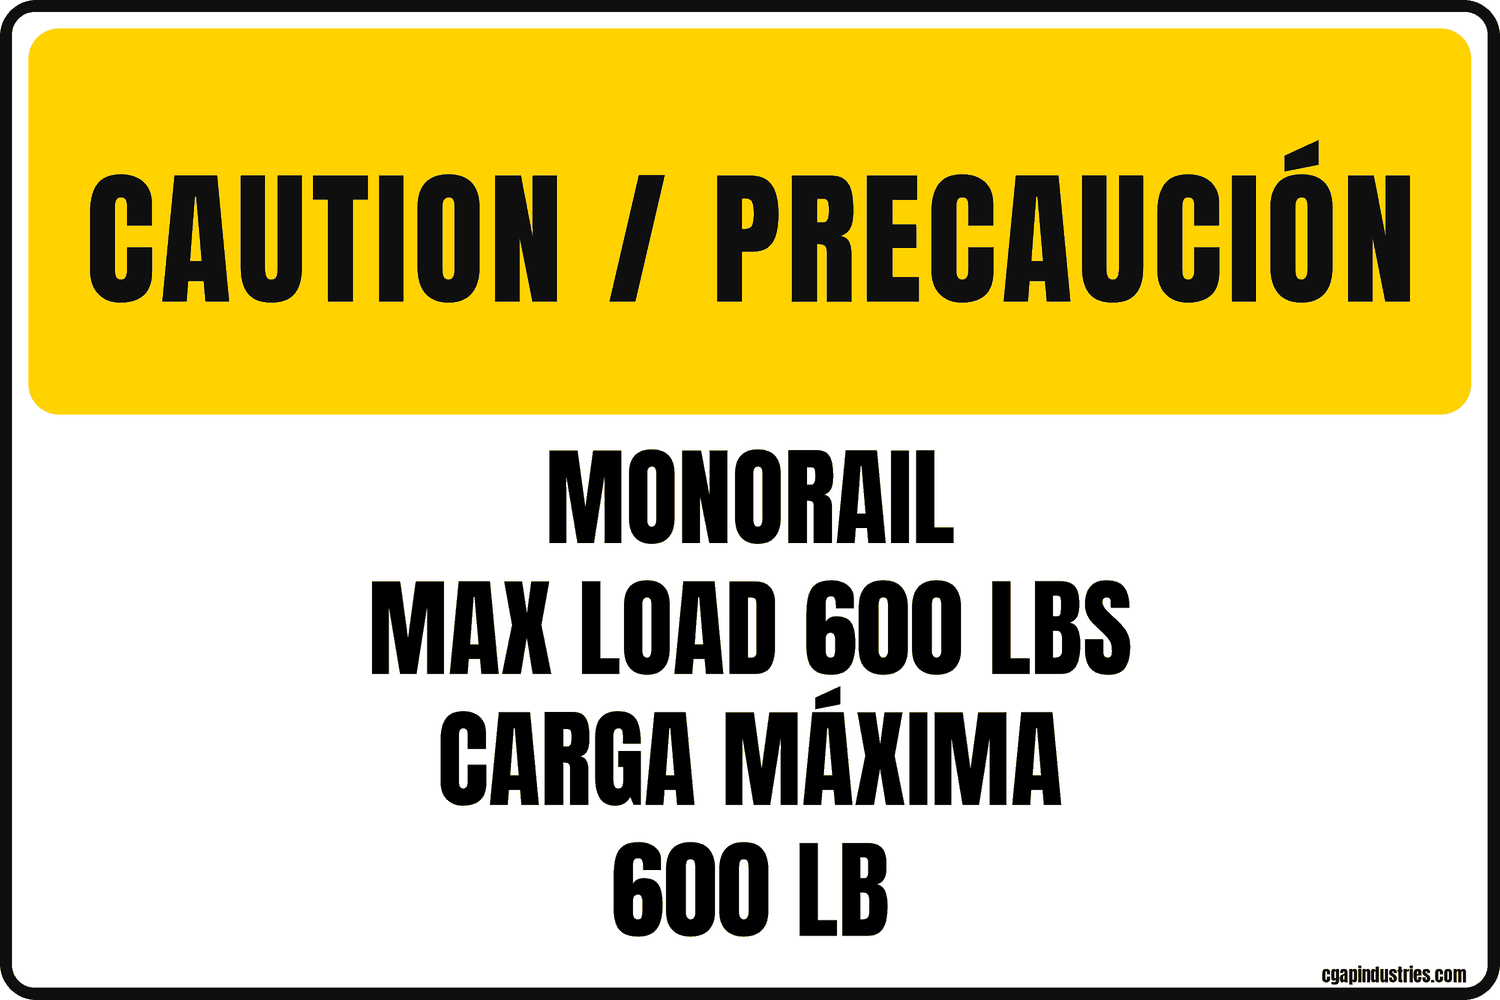 CAUTION / PRECAUCIÓN
MONORAIL
MAX LOAD 600 LBS
CARGA MÁXIMA
600 LB
cgapindustries.com